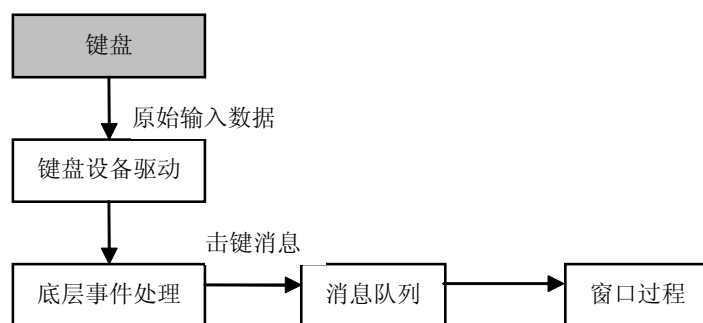 键盘
原始输入数据
键盘设备驱动
击键消息
底层事件处理
消息队列
窗口过程